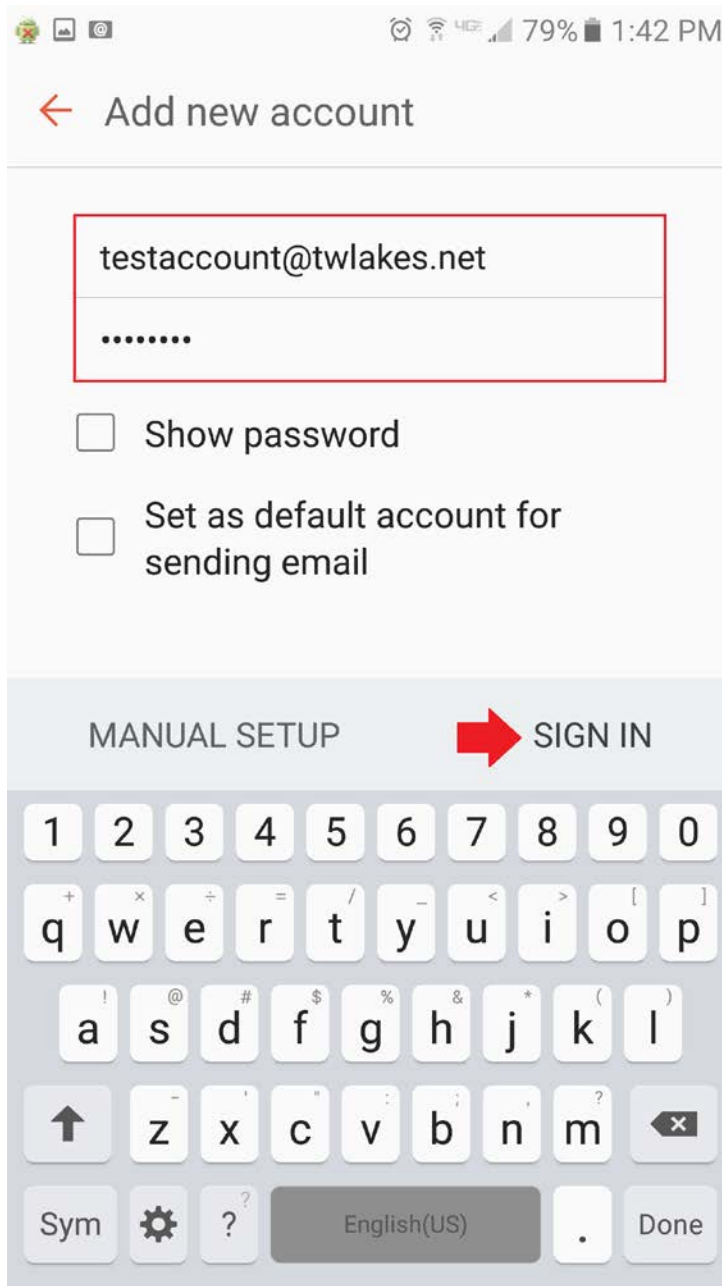 4GE 79% 1:42 PM
Add new account
testaccount@twlakes.net
••••••••
Show password
Set as default account for
sending email
MANUAL SETUP SIGN IN
1 2 3 4 5 6 7 8 9 0
+ × ÷ = / _ < > [ ]
q w e r t y u i o p
! @ # $ % & * ( )
a s d f g h j k l
- ' " : ; , ?
z x c v b n m
Sym ? ? English(US) . Done